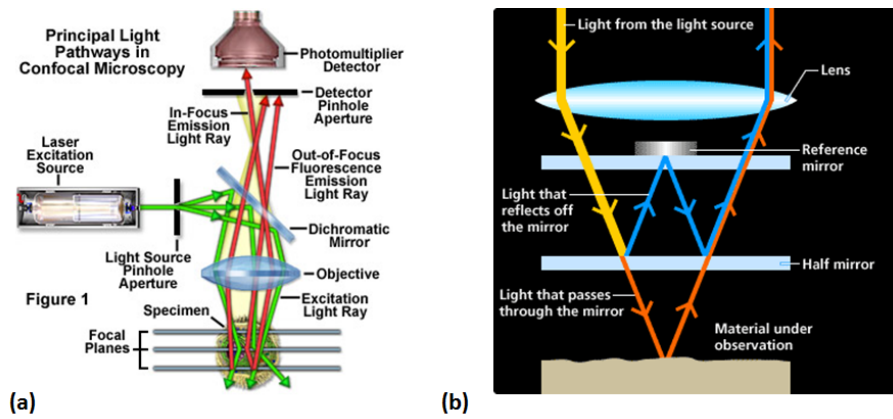 Principal Light
Pathways in
Confocal Microscopy
Photomultiplier
Detector
Detector
Pinhole
Aperture
In-Focus
Emission
Light Ray
Laser
Excitation
Source
Out-of-Focus
Fluorescence
Emission
Light Ray
Dichromatic
Mirror
Light Source
Pinhole
Aperture
Objective
Figure 1
Excitation
Light Ray
Specimen
Focal
Planes
(a)
Light from the light source
Lens
Reference
mirror
Light that
reflects off
the mirror
Half mirror
Light that passes
through the mirror
Material under
observation
(b)